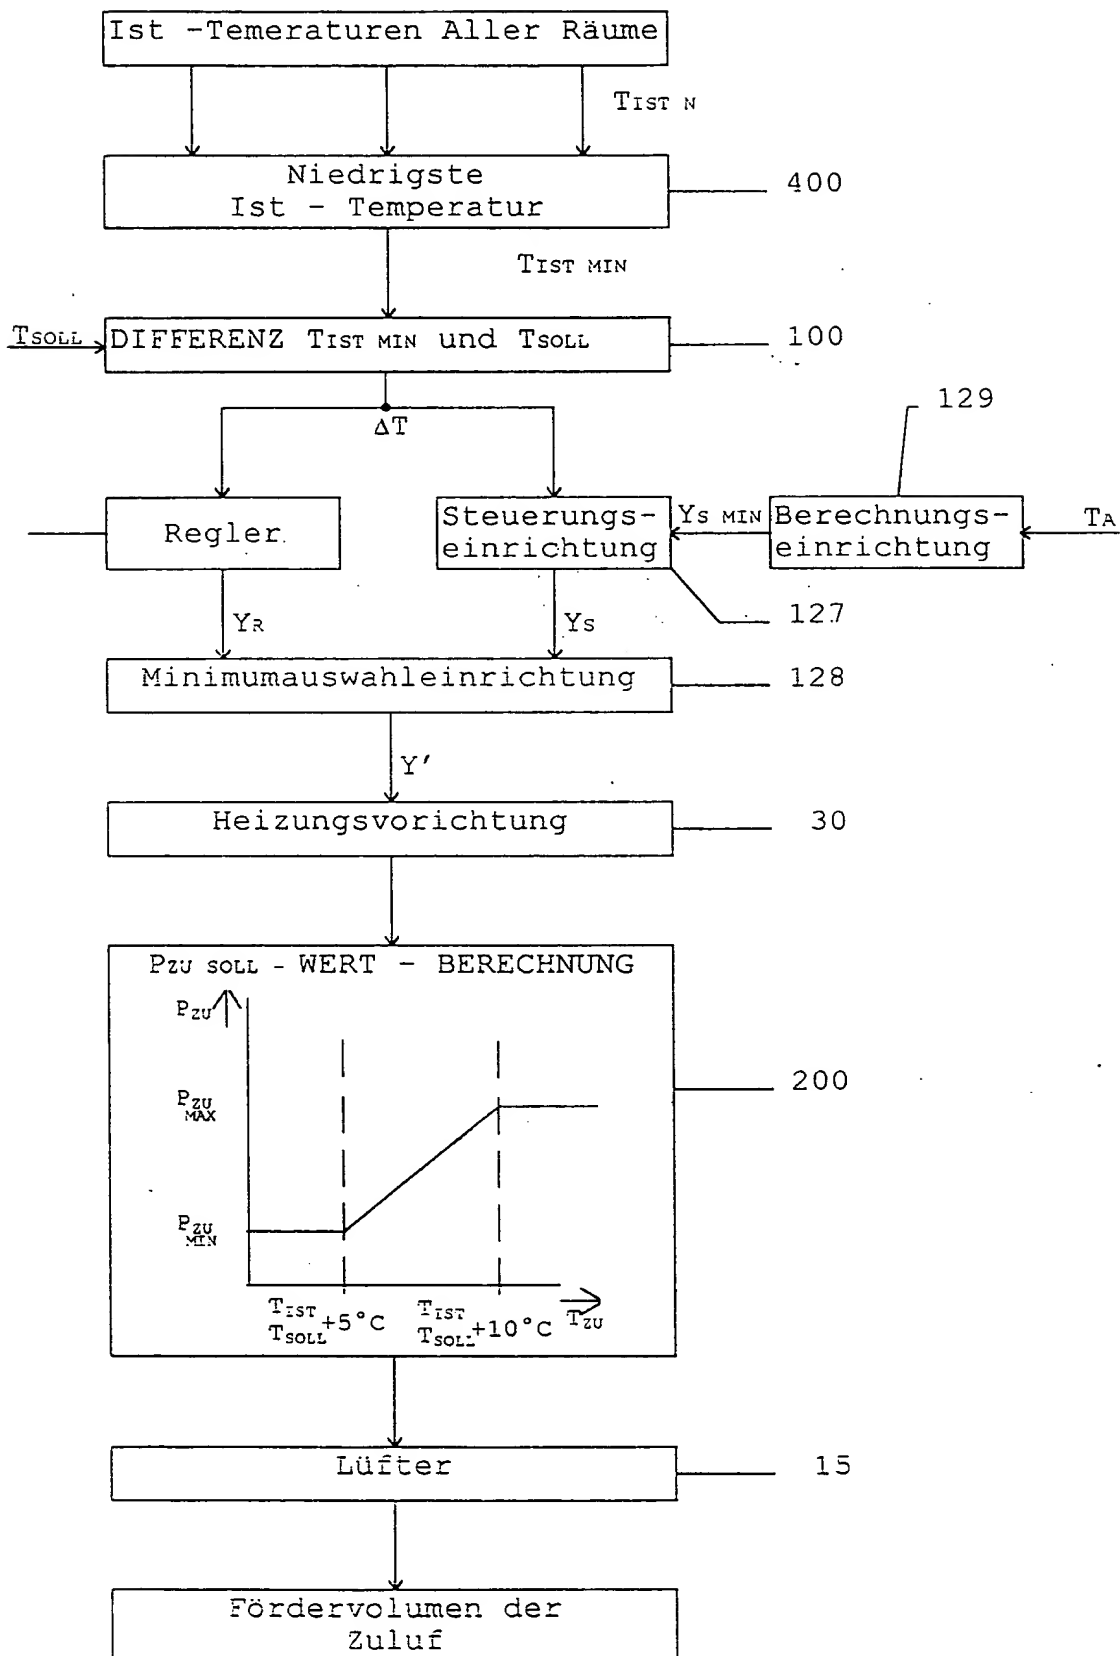 Ist -Temeraturen Aller Räume
TIST N
Niedrigste
Ist - Temperatur
400
TIST MIN
TSOLL
DIFFERENZ TIST MIN und TSOLL
100
ΔT
129
Regler
Steuerungs-
einrichtung
YS MIN
Berechnungs-
einrichtung
TA
127
YR
YS
Minimumauswahleinrichtung
128
Y'
Heizungsvorichtung
30
PZU SOLL - WERT - BERECHNUNG
PZU
PZU
MAX
200
PZU
MIN
TIST
TSOLL +5°C
TIST
TSOLL +10°C
TZU
Lüfter
15
Fördervolumen der
Zuluf